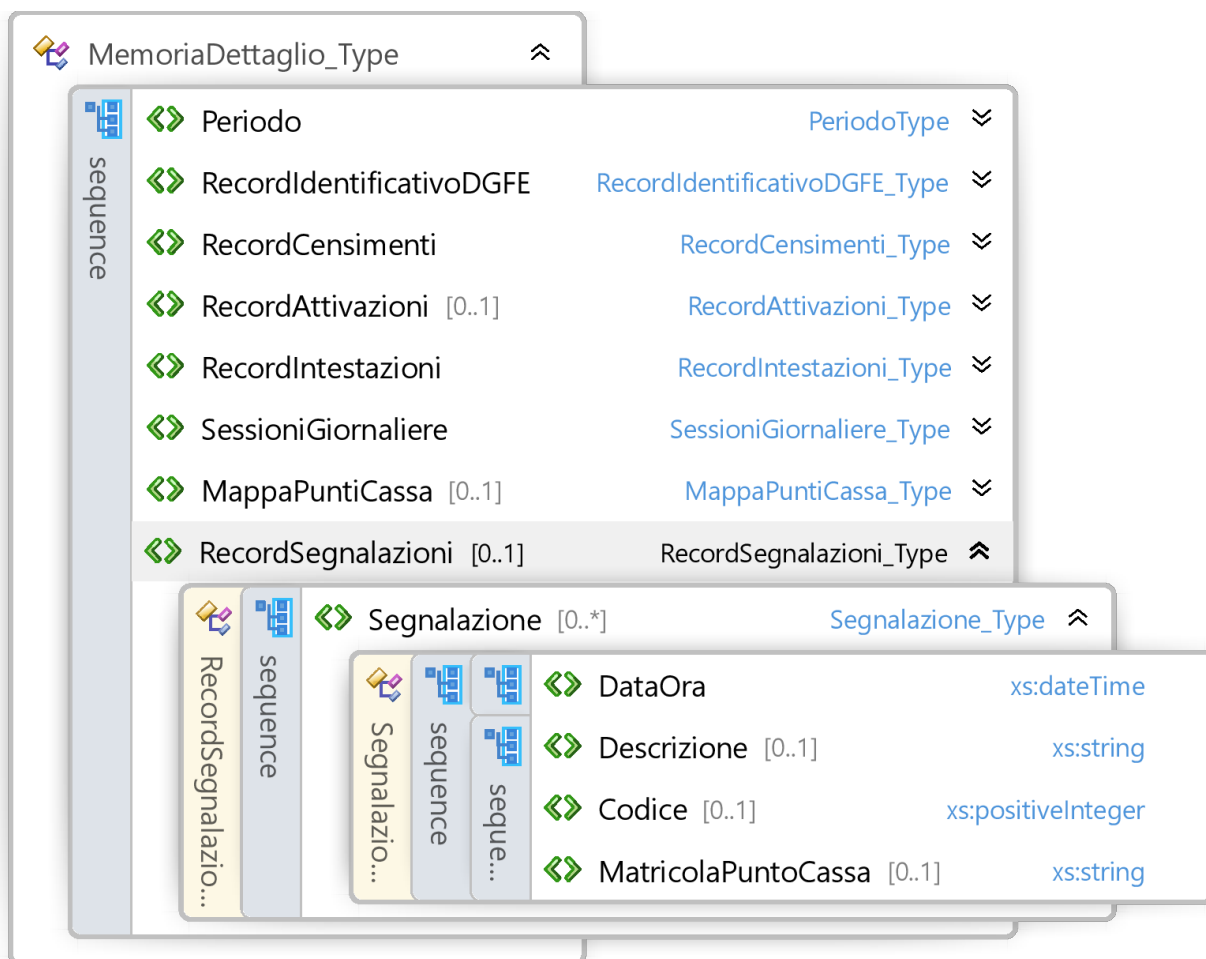 MemoriaDettaglio_Type
sequence
Periodo PeriodoType
RecordIdentificativoDGFE RecordIdentificativoDGFE_Type
RecordCensimenti RecordCensimenti_Type
RecordAttivazioni [0..1] RecordAttivazioni_Type
RecordIntestazioni RecordIntestazioni_Type
SessioniGiornaliere SessioniGiornaliere_Type
MappaPuntiCassa [0..1] MappaPuntiCassa_Type
RecordSegnalazioni [0..1] RecordSegnalazioni_Type
RecordSegnalazio...
sequence
Segnalazione [0..*] Segnalazione_Type
Segnalazio...
sequence
seque...
DataOra xs:dateTime
Descrizione [0..1] xs:string
Codice [0..1] xs:positiveInteger
MatricolaPuntoCassa [0..1] xs:string